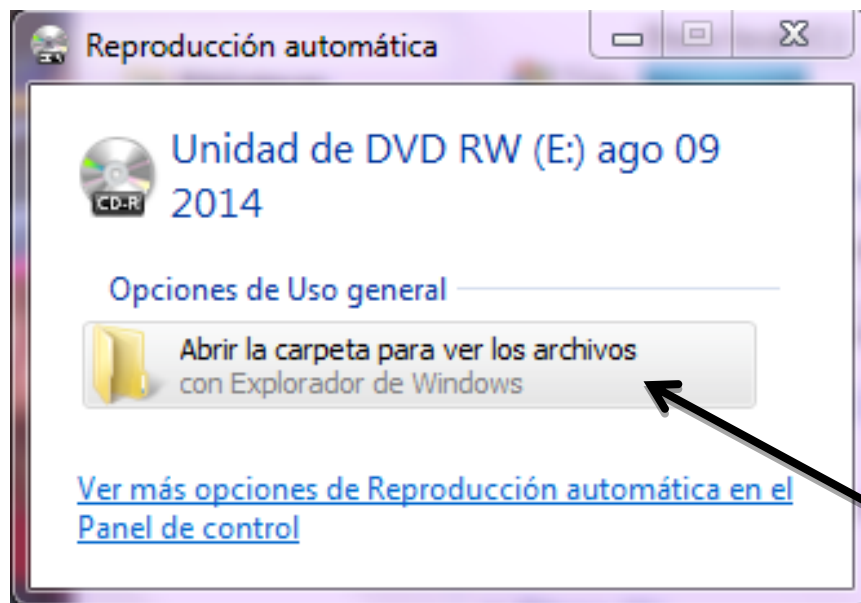 Reproducción automática
Unidad de DVD RW (E:) ago 09
2014
CD-R
Opciones de Uso general
Abrir la carpeta para ver los archivos
con Explorador de Windows
Ver más opciones de Reproducción automática en el
Panel de control